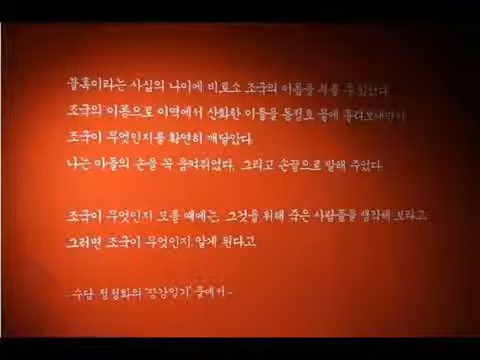 불혹이라는 사십의 나이에 비로소 조국의 이름을 부를 수 있었다.
조국의 이름으로 이역에서 산화한 이들을 동정호 물에 흘려보내면서
조국이 무엇인지를 확연히 깨달았다.
나는 아들의 손을 꼭 움켜쥐었다. 그리고 손끝으로 말해 주었다.
조국이 무엇인지 모를 때에는, 그것을 위해 죽은 사람들을 생각해 보라고
그러면 조국이 무엇인지 알게 된다고
- 수당 정정화의 '장강일기' 중에서 -